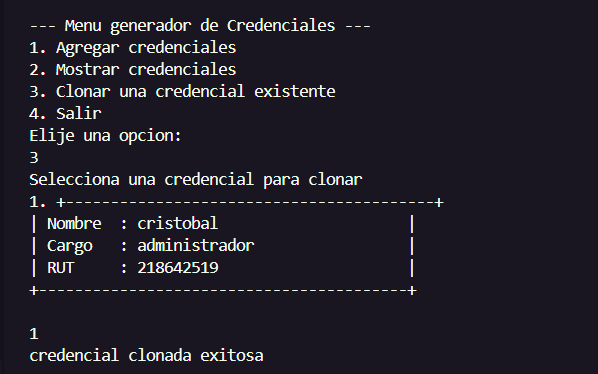 --- Menu generador de Credenciales ---
1. Agregar credenciales
2. Mostrar credenciales
3. Clonar una credencial existente
4. Salir
Elije una opcion:
3
Selecciona una credencial para clonar
1. +-----------------------------------------+
| Nombre  : cristobal                     |
| Cargo   : administrador                 |
| RUT     : 218642519                     |
+-----------------------------------------+
1
credencial clonada exitosa